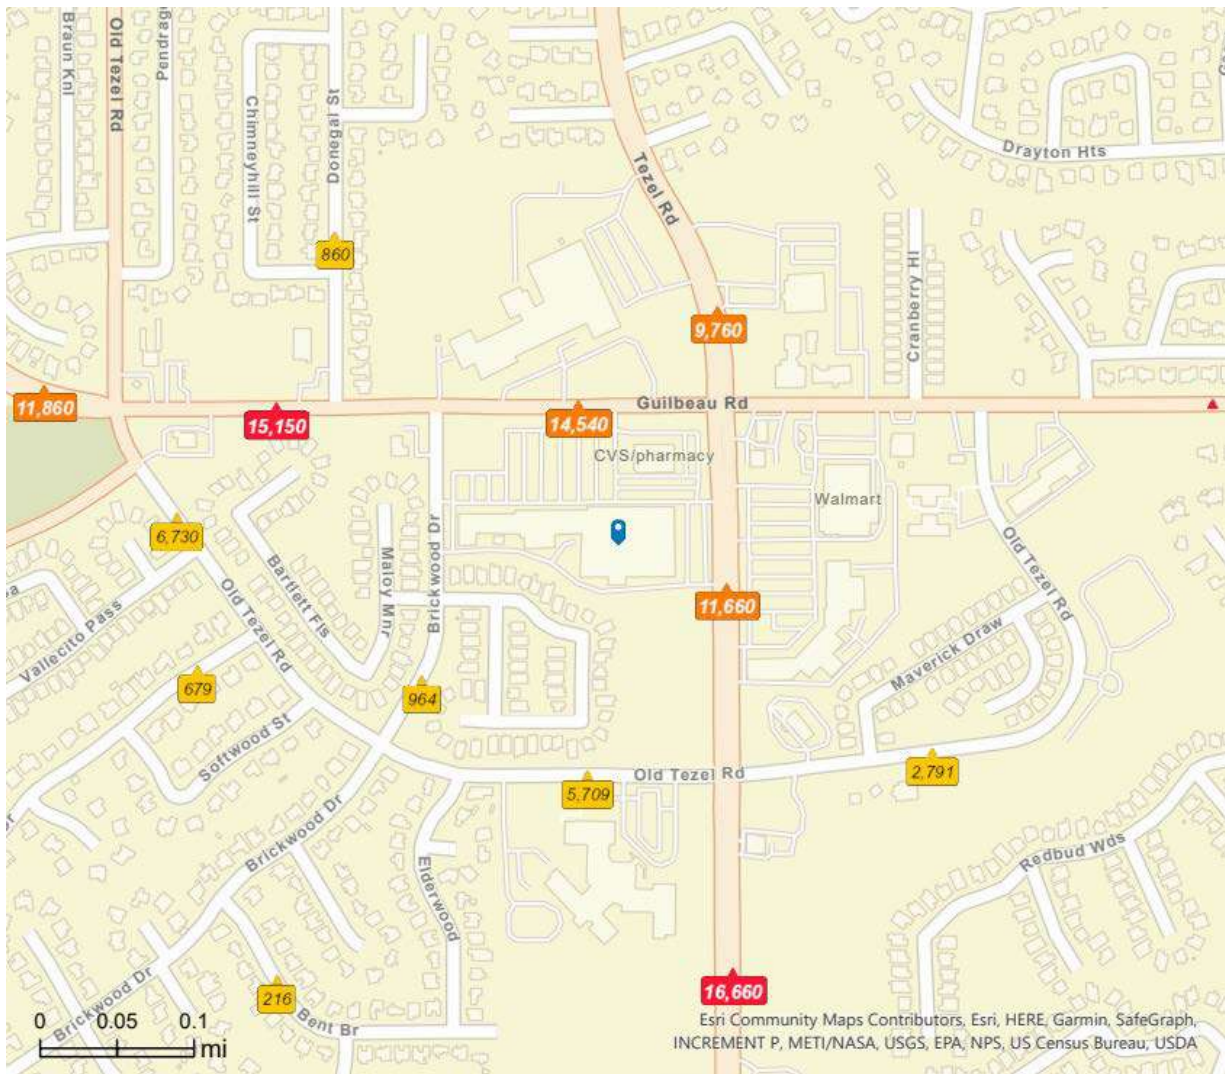 Braun Knl
Old Tezel Rd
Pendrag
Chimneyhill St
Donegal St
Tezel Rd
Drayton Hts
860
Cranberry Hl
9,760
11,860
15,150
14,540
Guilbeau Rd
CVS/pharmacy
Walmart
6,730
Bartlett Fls
Maloy Mnr
Brickwood Dr
Old Tezel Rd
Vallecito Pass
Old Tezel Rd
11,660
Maverick Draw
679
964
Softwood St
Old Tezel Rd
5,709
2,791
Brickwood Dr
Elderwood
Redbud Wds
Brickwood Dr
216
Bent Br
16,660
0 0.05 0.1
mi
Esri Community Maps Contributors, Esri, HERE, Garmin, SafeGraph,
INCREMENT P, METI/NASA, USGS, EPA, NPS, US Census Bureau, USDA